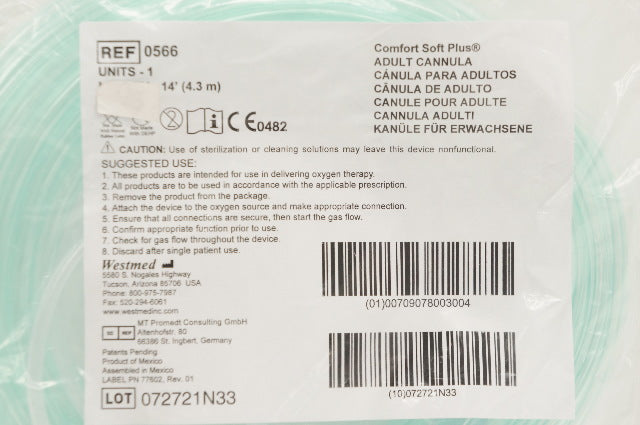 REF 0566
UNITS - 1
14' (4.3 m)
CE0482
Comfort Soft Plus®
ADULT CANNULA
CÁNULA PARA ADULTOS
CÂNULA DE ADULTO
CANULE POUR ADULTE
CANNULA ADULTI
KANÜLE FÜR ERWACHSENE
CAUTION: Use of sterilization or cleaning solutions may leave this device nonfunctional.
SUGGESTED USE:
1. These products are intended for use in delivering oxygen therapy.
2. All products are to be used in accordance with the applicable prescription.
3. Remove the product from the package.
4. Attach the device to the oxygen source and make appropriate connection.
5. Ensure that all connections are secure, then start the gas flow.
6. Confirm appropriate function prior to use.
7. Check for gas flow throughout the device.
8. Discard after single patient use.
Westmed
5580 S. Nogales Highway
Tucson, Arizona 85706 USA
Phone: 800-975-7987
Fax: 520-294-6061
www.westmedinc.com
EC REP
MT Promedt Consulting GmbH
Altenhofstr. 80
66386 St. Ingbert, Germany
Patents Pending
Product of Mexico
Assembled in Mexico
LABEL PN 77602, Rev. 01
LOT 072721N33
(01)00709078003004
(10)072721N33